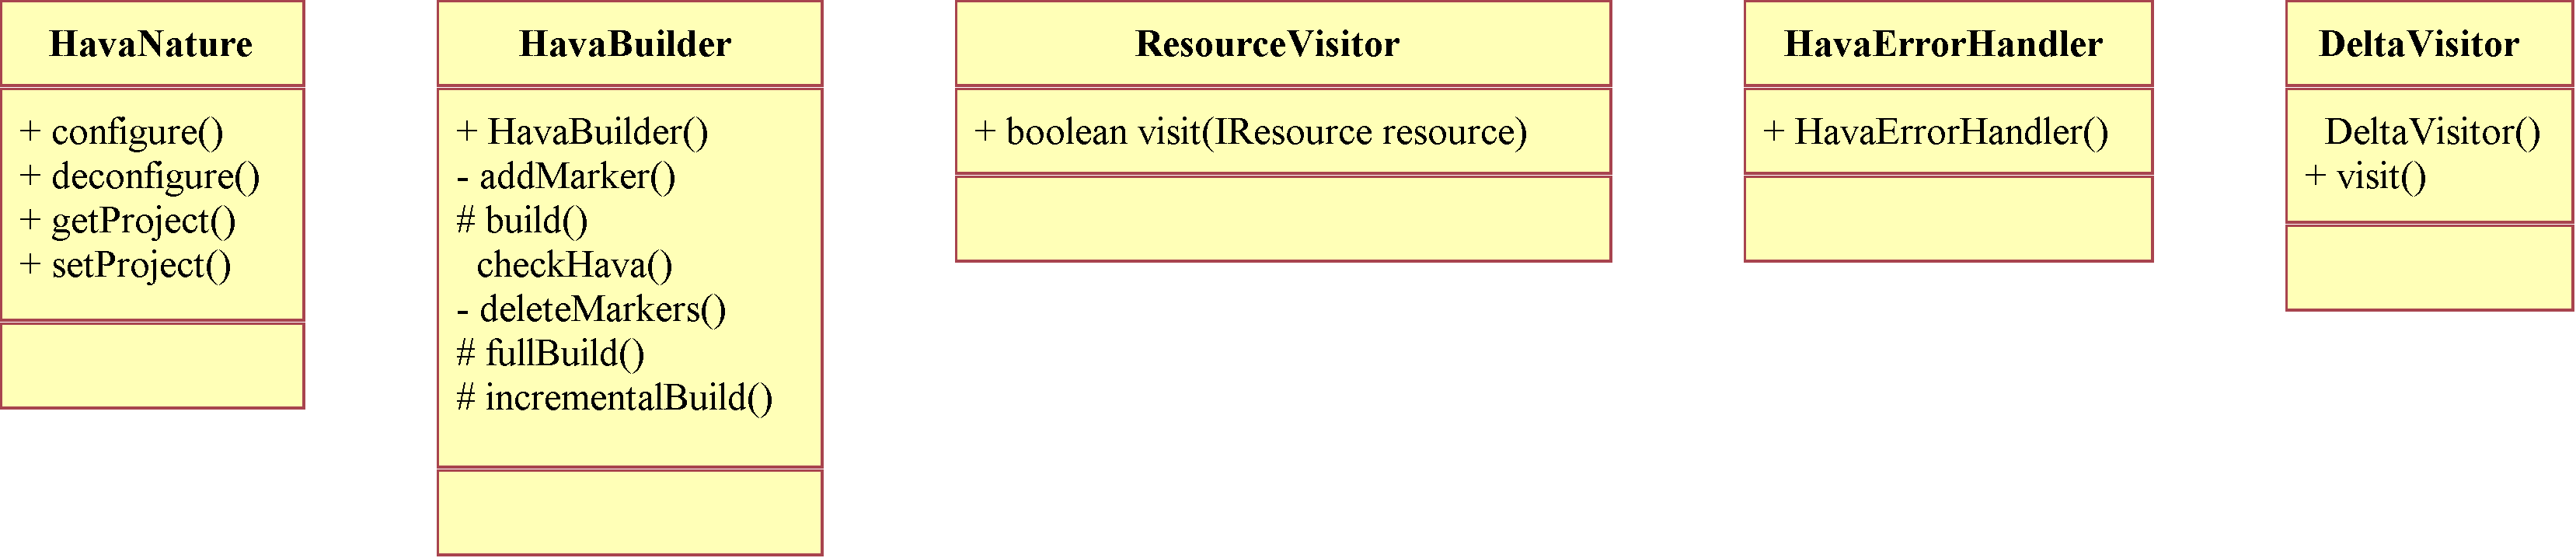 HavaNature
+ configure()
+ deconfigure()
+ getProject()
+ setProject()
HavaBuilder
+ HavaBuilder()
- addMarker()
# build()
checkHava()
- deleteMarkers()
# fullBuild()
# incrementalBuild()
ResourceVisitor
+ boolean visit(IResource resource)
HavaErrorHandler
+ HavaErrorHandler()
DeltaVisitor
DeltaVisitor()
+ visit()